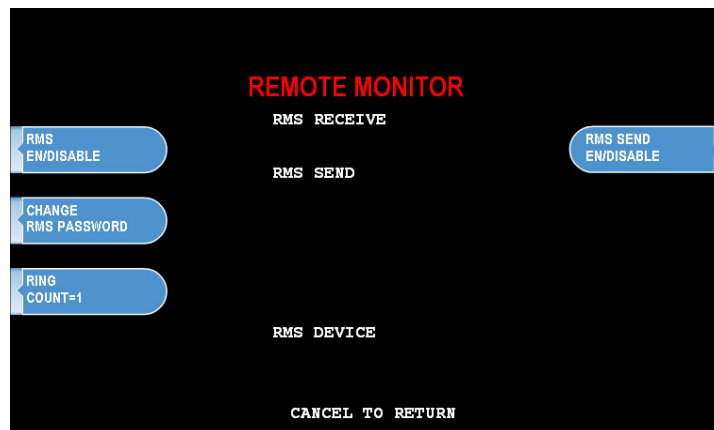 REMOTE MONITOR
RMS RECEIVE
RMS
EN/DISABLE
RMS SEND
EN/DISABLE
RMS SEND
CHANGE
RMS PASSWORD
RING
COUNT=1
RMS DEVICE
CANCEL TO RETURN